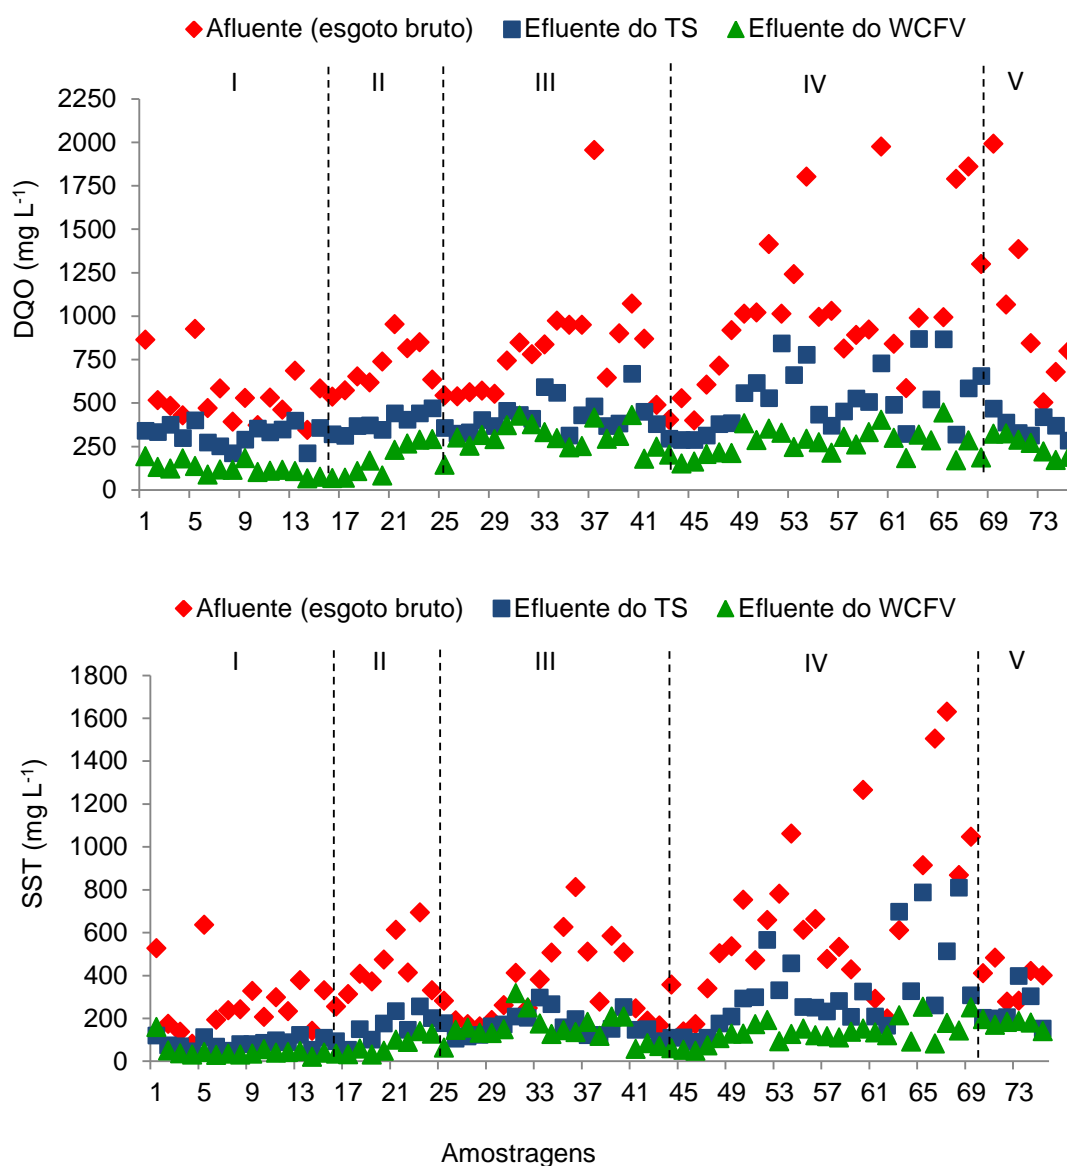 Afluente (esgoto bruto) Efluente do TS Efluente do WCFV
I II III IV V
2250
2000
1750
1500
1250
1000
750
500
250
0
DQO (mg L-1)
1 5 9 13 17 21 25 29 33 37 41 45 49 53 57 61 65 69 73
Afluente (esgoto bruto) Efluente do TS Efluente do WCFV
I II III IV V
1800
1600
1400
1200
1000
800
600
400
200
0
SST (mg L-1)
1 5 9 13 17 21 25 29 33 37 41 45 49 53 57 61 65 69 73
Amostragens